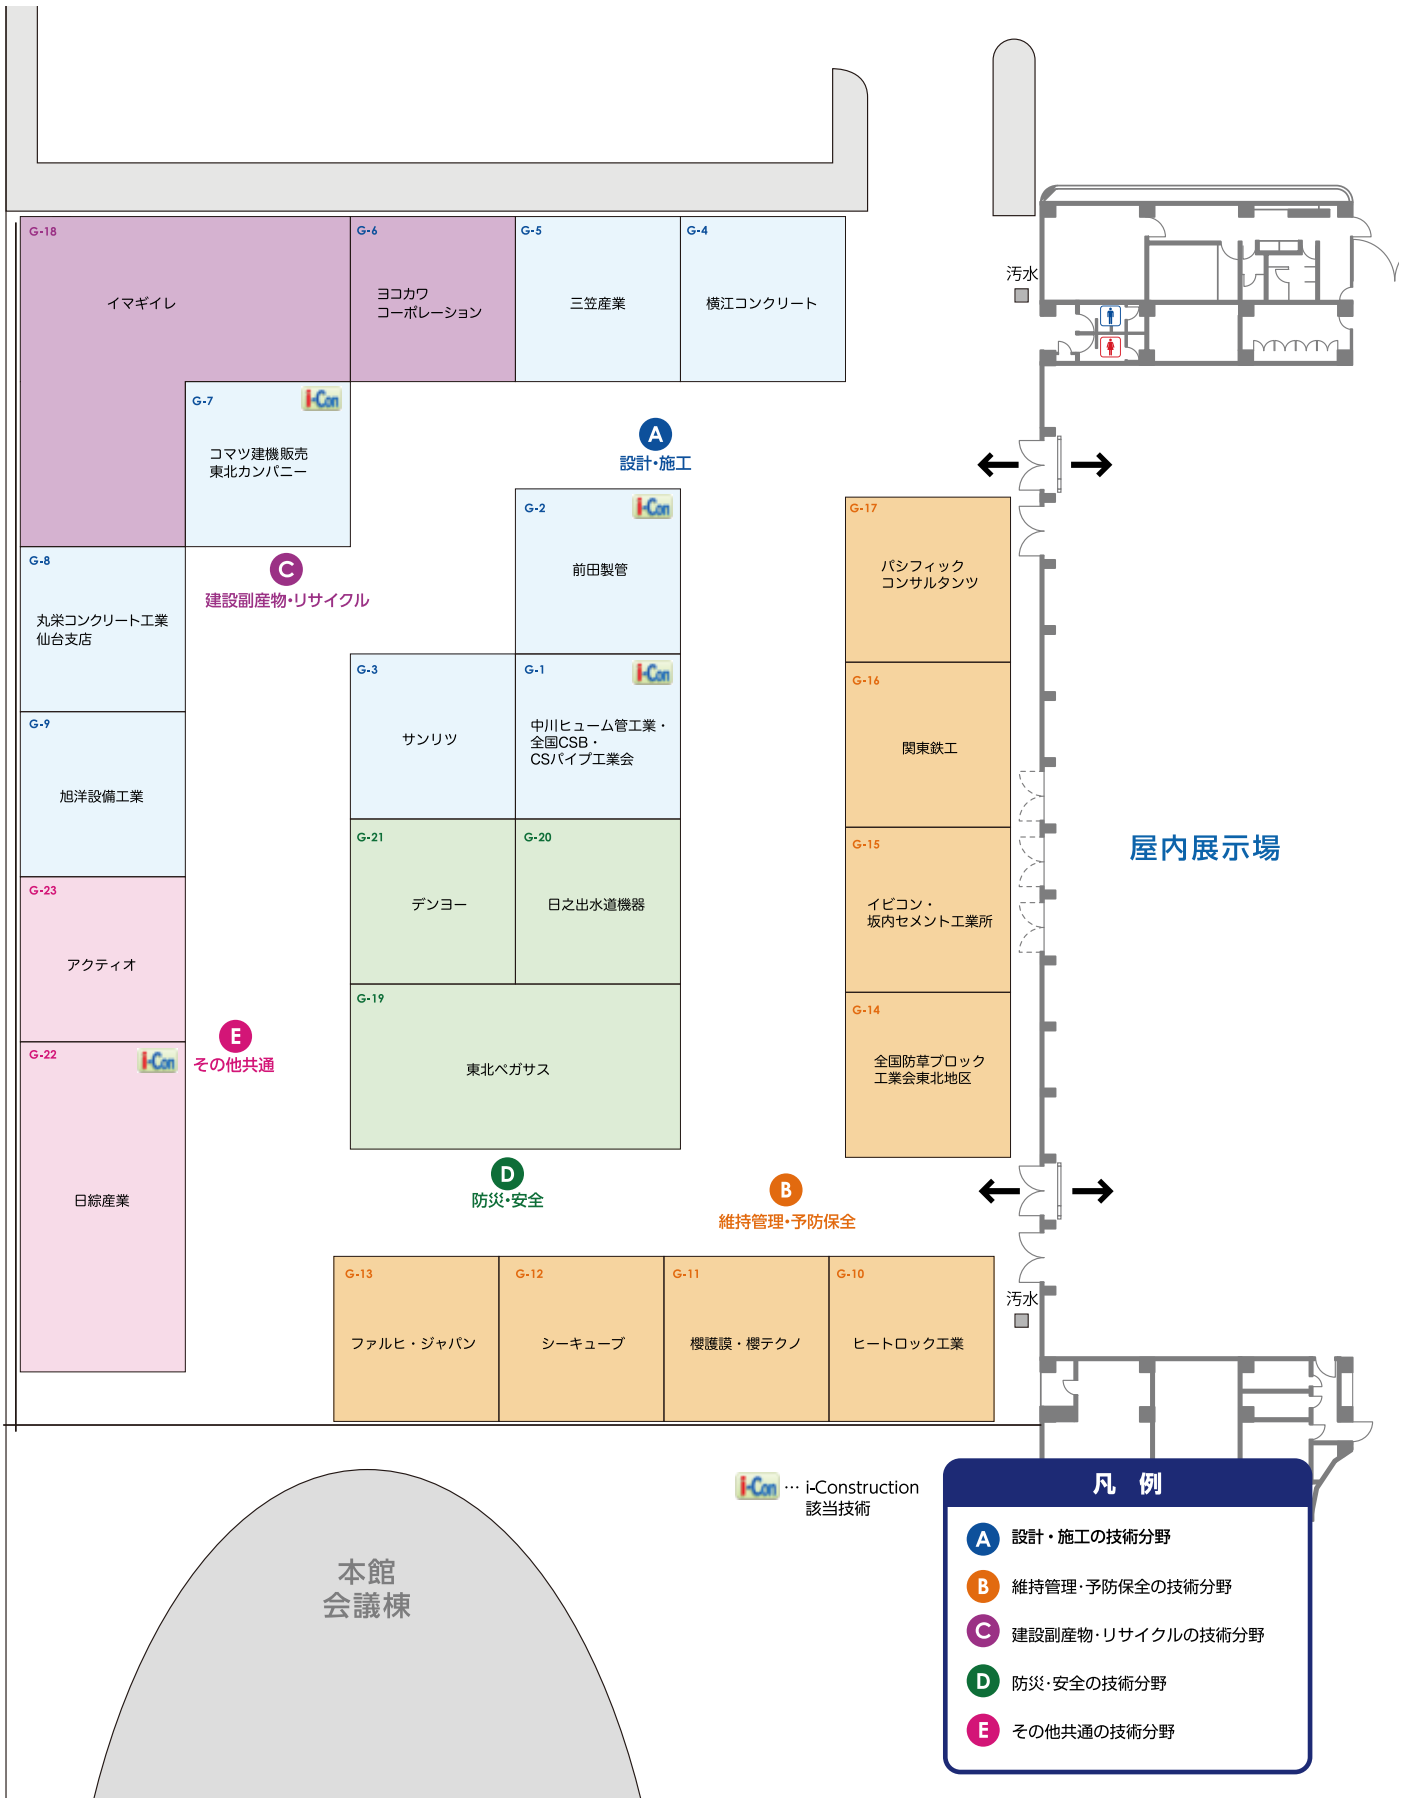 G-18
イマギイレ
G-6
ヨコカワ
コーポレーション
G-5
三笠産業
G-4
横江コンクリート
汚水
G-7
i-Con
コマツ建機販売
東北カンパニー
A
設計・施工
G-2
i-Con
前田製管
G-17
パシフィック
コンサルタンツ
C
建設副産物・リサイクル
G-8
丸栄コンクリート工業
仙台支店
G-3
サンリツ
G-1
i-Con
中川ヒューム管工業・
全国CSB・
CSパイプ工業会
G-16
関東鉄工
G-9
旭洋設備工業
G-21
デンヨー
G-20
日之出水道機器
G-15
イビコン・
坂内セメント工業所
屋内展示場
G-23
アクティオ
G-19
東北ペガサス
G-14
全国防草ブロック
工業会東北地区
E
その他共通
G-22
i-Con
日綜産業
D
防災・安全
B
維持管理・予防保全
G-13
ファルヒ・ジャパン
G-12
シーキューブ
G-11
櫻護膜・櫻テクノ
G-10
ヒートロック工業
汚水
i-Con … i-Construction
該当技術
本館
会議棟
凡 例
A 設計・施工の技術分野
B 維持管理・予防保全の技術分野
C 建設副産物・リサイクルの技術分野
D 防災・安全の技術分野
E その他共通の技術分野